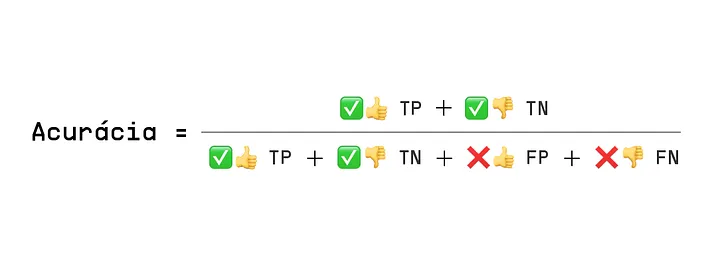 ✅👍 TP + ✅👎 TN
Acurácia =
✅👍 TP + ✅👎 TN + ❌👍 FP + ❌👎 FN